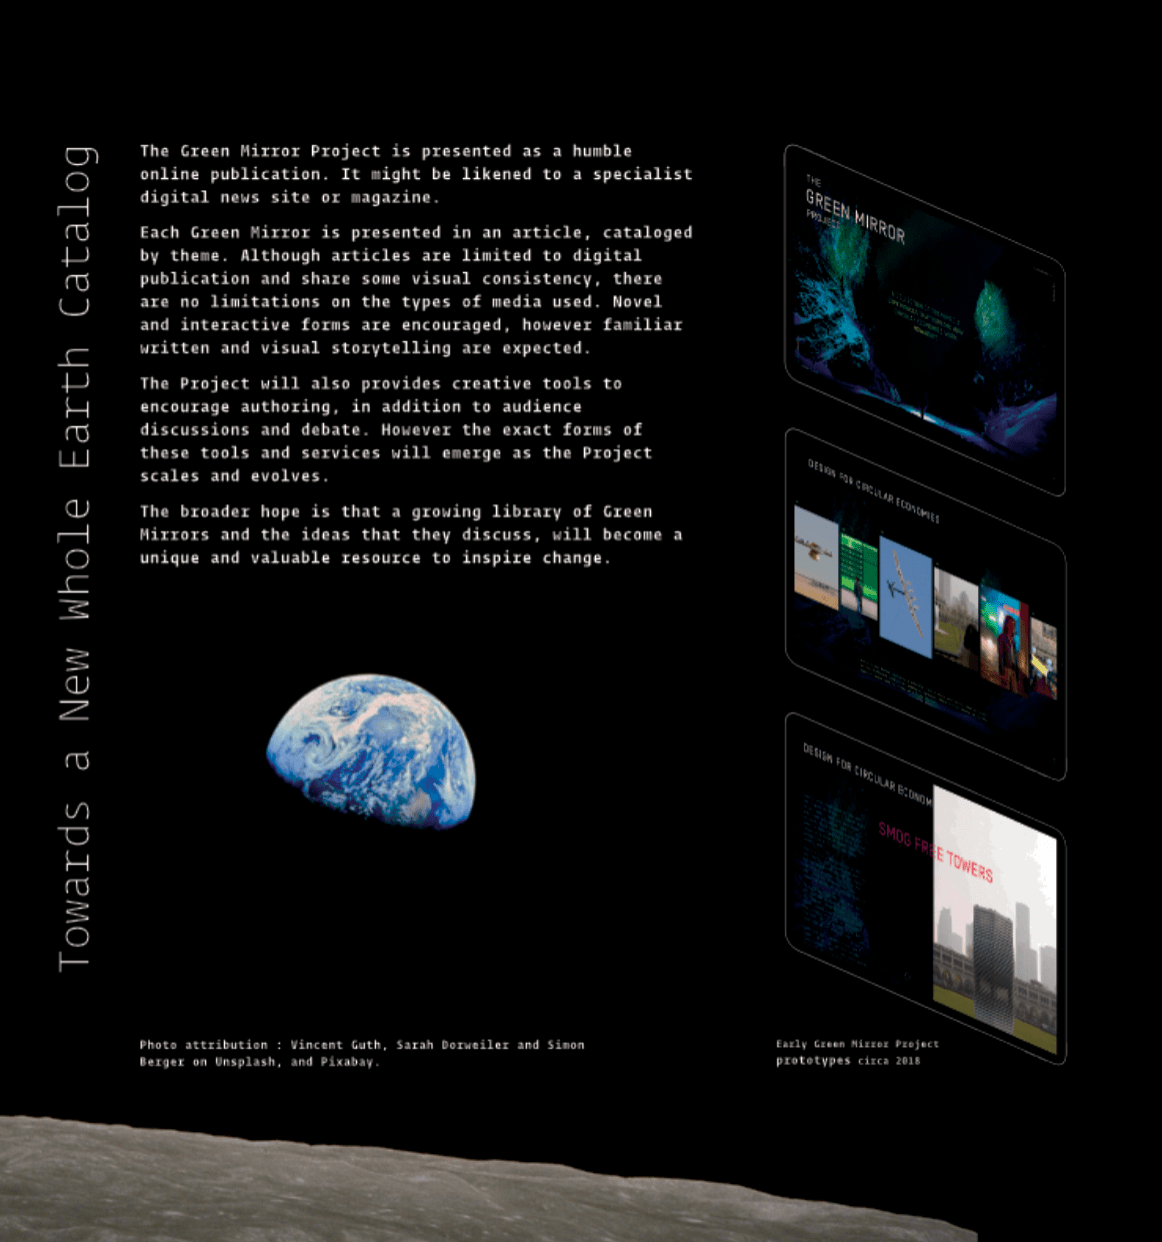 Towards a New Whole Earth Catalog
The Green Mirror Project is presented as a humble
online publication. It might be likened to a specialist
digital news site or magazine.
Each Green Mirror is presented in an article, cataloged
by theme. Although articles are limited to digital
publication and share some visual consistency, there
are no limitations on the types of media used. Novel
and interactive forms are encouraged, however familiar
written and visual storytelling are expected.
The Project will also provides creative tools to
encourage authoring, in addition to audience
discussions and debate. However the exact forms of
these tools and services will emerge as the Project
scales and evolves.
The broader hope is that a growing library of Green
Mirrors and the ideas that they discuss, will become a
unique and valuable resource to inspire change.
Photo attribution : Vincent Guth, Sarah Dorweiler and Simon
Berger on Unsplash, and Pixabay.
THE
GREEN MIRROR
PROJECT
DESIGN FOR CIRCULAR ECONOMIES
DESIGN FOR CIRCULAR ECONOM
SMOG FREE TOWERS
Early Green Mirror Project
prototypes circa 2018